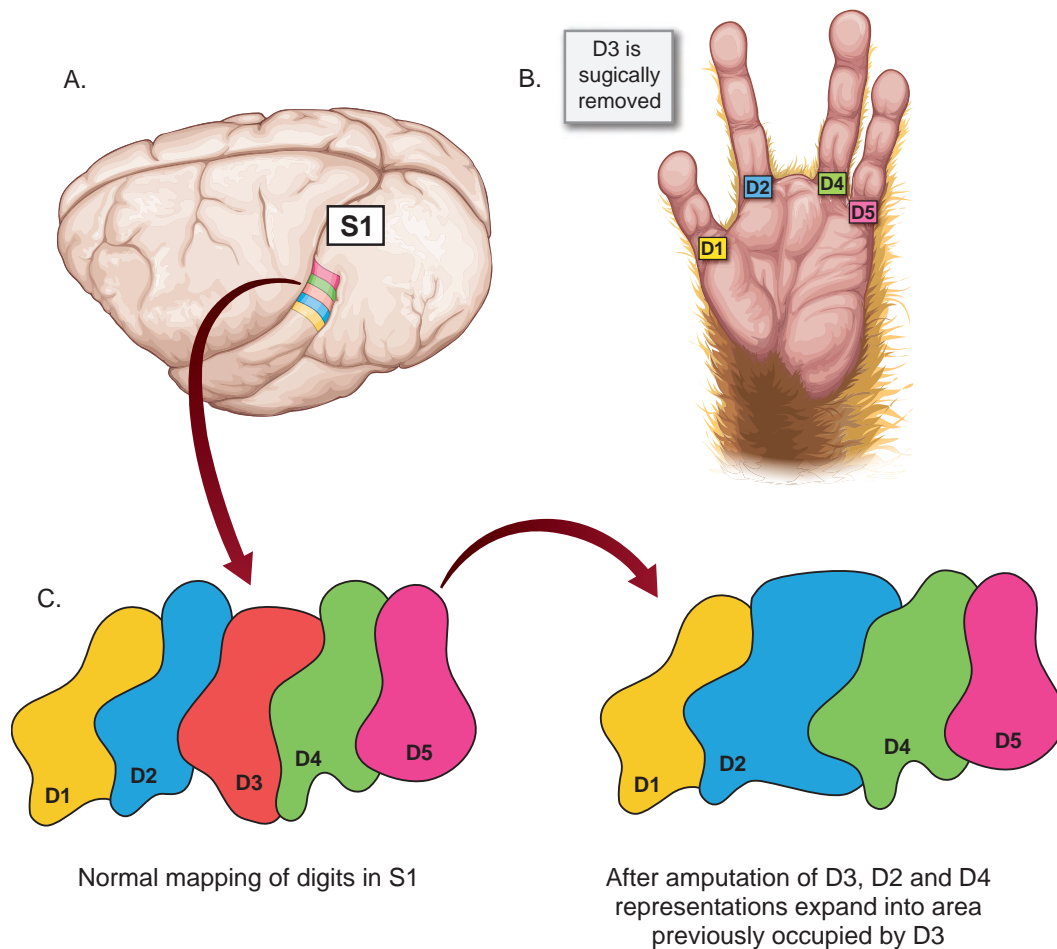 A.
S1
D3 is
sugically
removed
B.
D2
D4
D5
D1
C.
D1
D2
D3
D4
D5
D1
D2
D4
D5
Normal mapping of digits in S1
After amputation of D3, D2 and D4
representations expand into area
previously occupied by D3